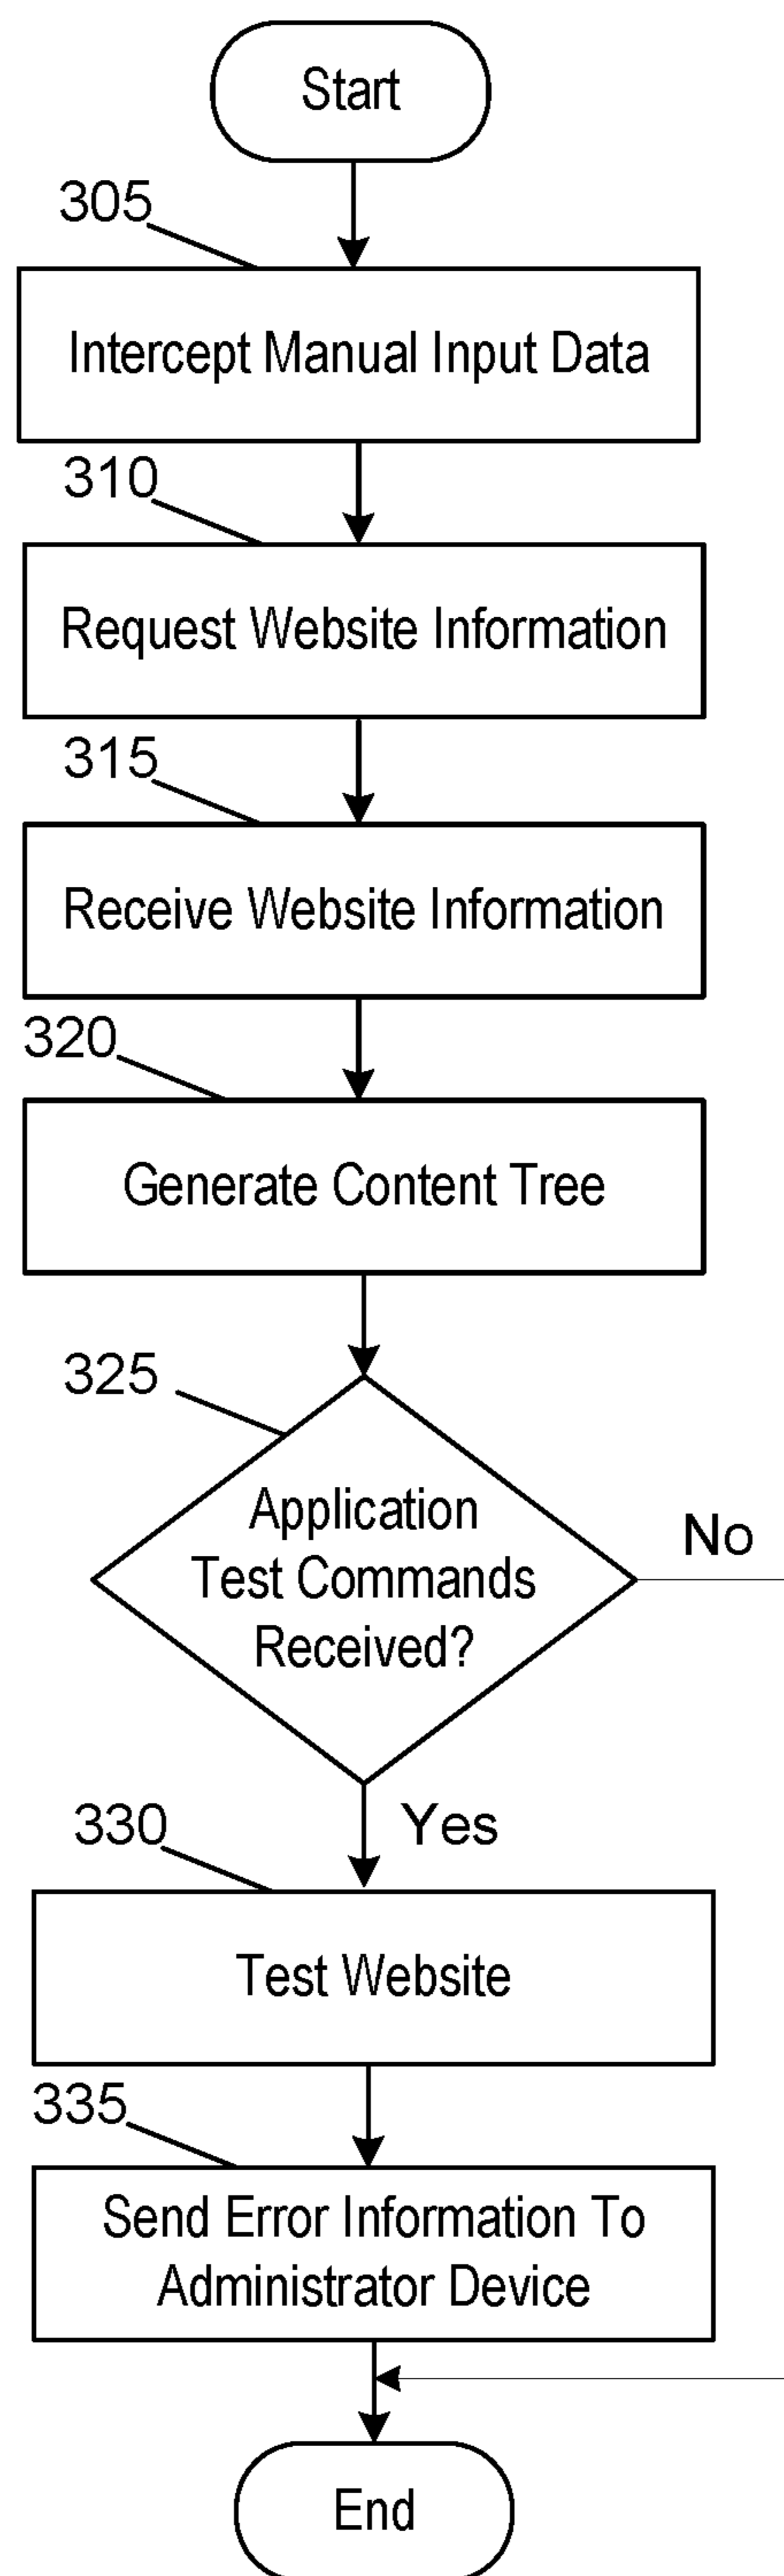 Start
305
Intercept Manual Input Data
310
Request Website Information
315
Receive Website Information
320
Generate Content Tree
325
Application
Test Commands
Received?
No
Yes
330
Test Website
335
Send Error Information To
Administrator Device
End